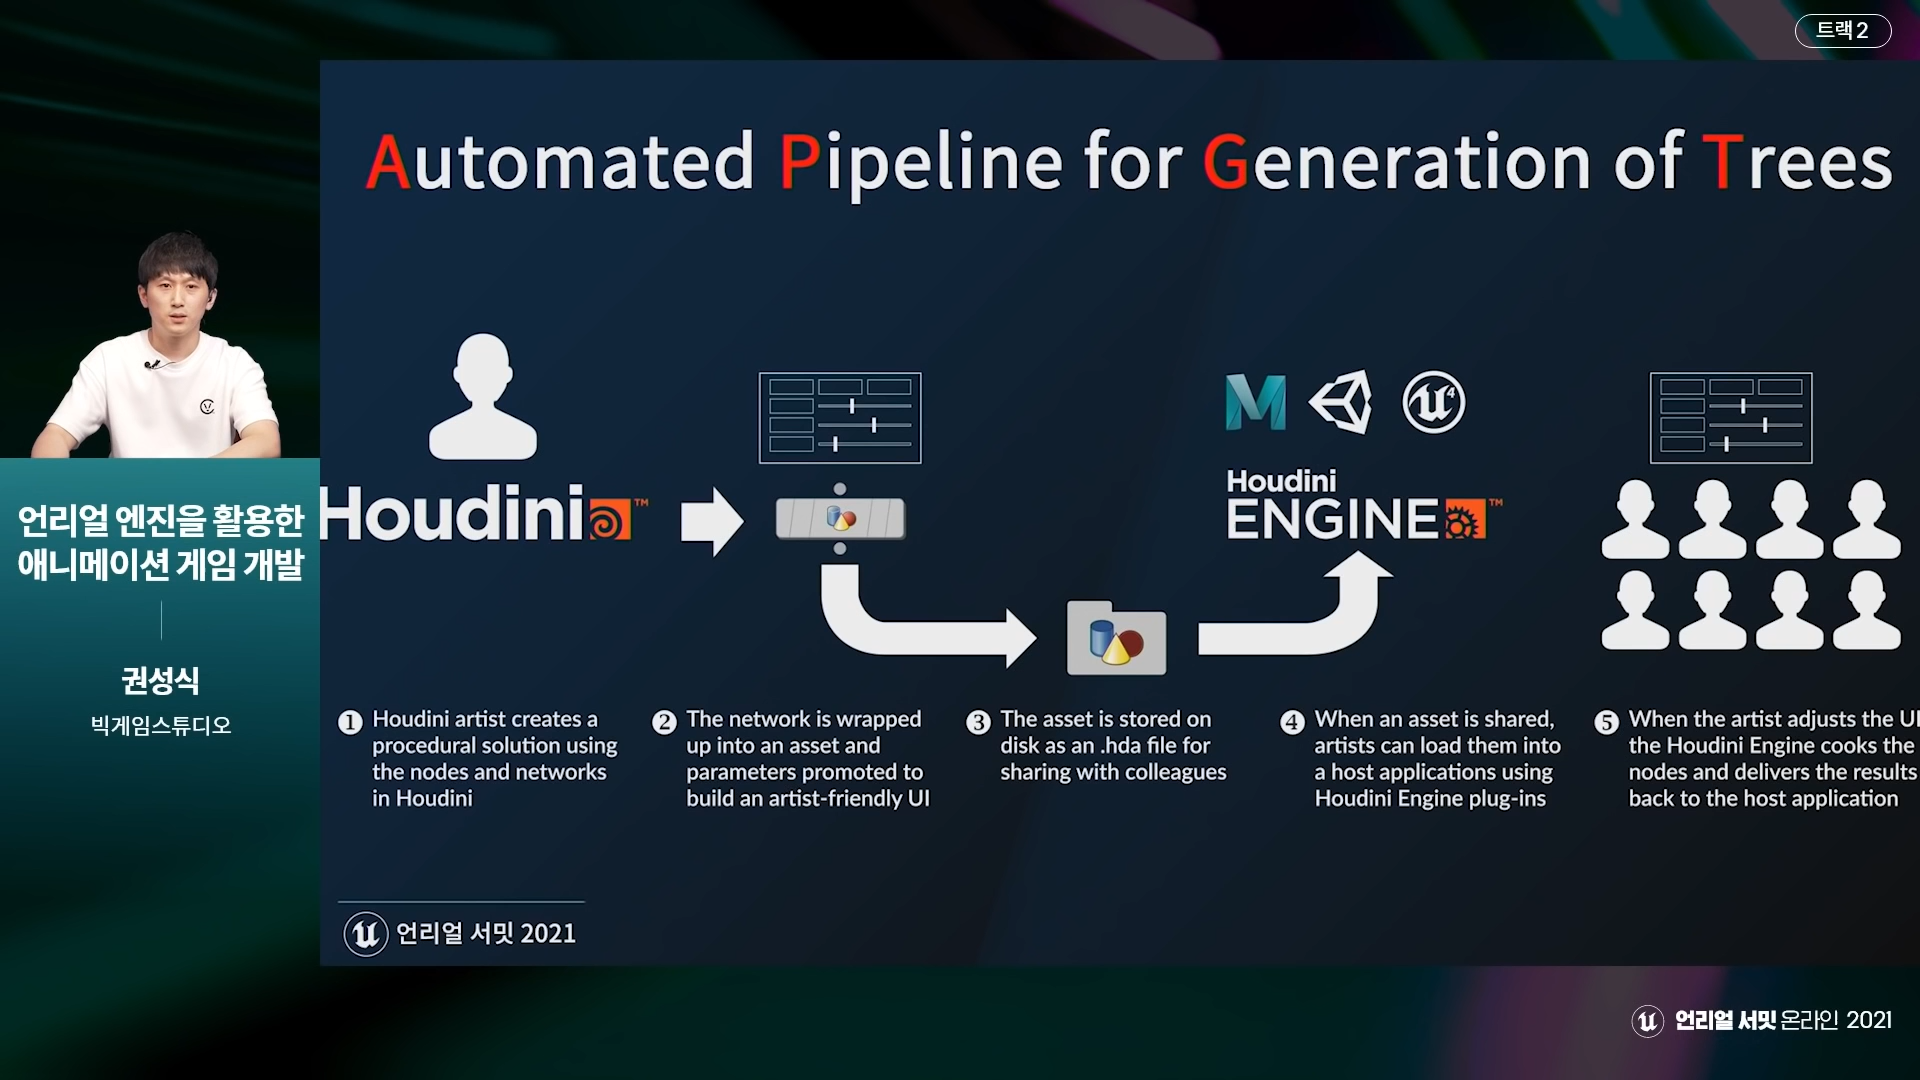 트랙 2
Automated Pipeline for Generation of Trees
Houdini™
Houdini
ENGINE™
언리얼 엔진을 활용한
애니메이션 게임 개발
권성식
빅게임스튜디오
1 Houdini artist creates a
procedural solution using
the nodes and networks
in Houdini
2 The network is wrapped
up into an asset and
parameters promoted to
build an artist-friendly UI
3 The asset is stored on
disk as an .hda file for
sharing with colleagues
4 When an asset is shared,
artists can load them into
a host applications using
Houdini Engine plug-ins
5 When the artist adjusts the UI
the Houdini Engine cooks the
nodes and delivers the results
back to the host application
언리얼 서밋 2021
언리얼 서밋 온라인 2021